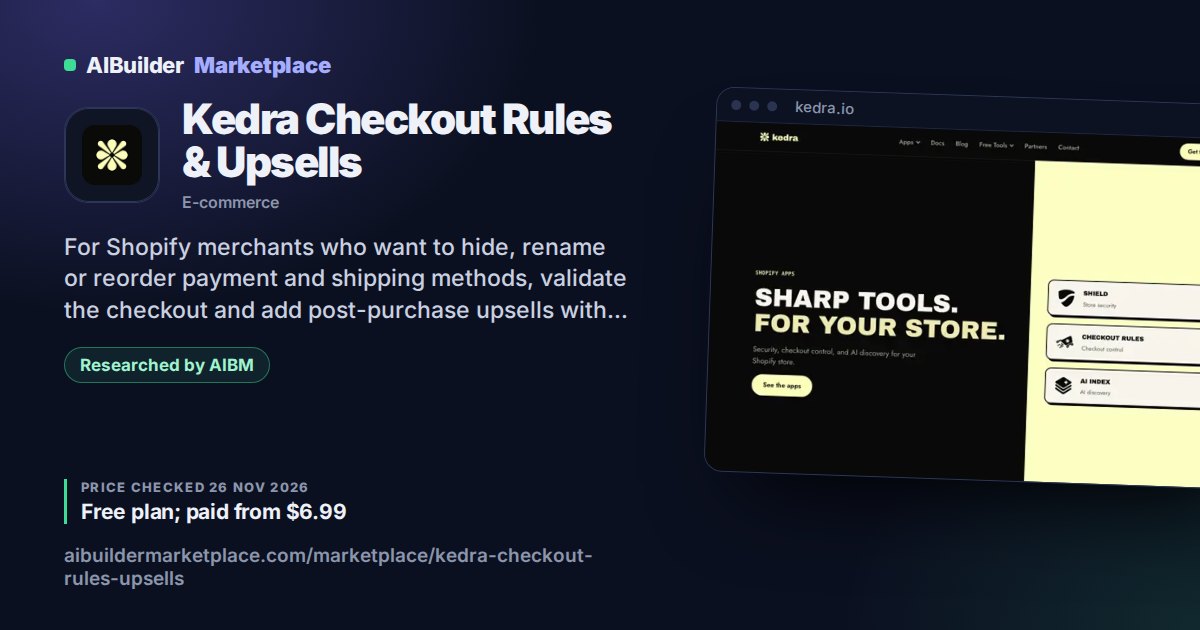 AIBuilder Marketplace
Kedra Checkout Rules
& Upsells
E-commerce
For Shopify merchants who want to hide, rename
or reorder payment and shipping methods, validate
the checkout and add post-purchase upsells with...
Researched by AIBM
PRICE CHECKED 26 NOV 2026
Free plan; paid from $6.99
aibuildermarketplace.com/marketplace/kedra-checkout-
rules-upsells
kedra.io
kedra
Apps Docs Blog Free Tools Partners Contact
Get
SHOPIFY APPS
SHARP TOOLS.
FOR YOUR STORE.
Security, checkout control, and AI discovery for your
Shopify store.
See the apps
SHIELD
Store security
CHECKOUT RULES
Checkout control
AI INDEX
AI discovery